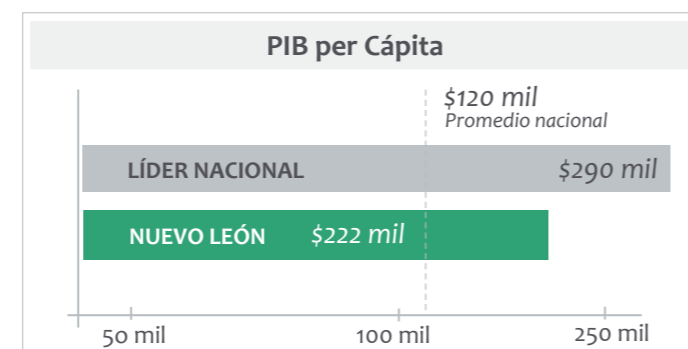 PIB per Cápita
$120 mil
Promedio nacional
LÍDER NACIONAL $290 mil
NUEVO LEÓN $222 mil
50 mil 100 mil 250 mil